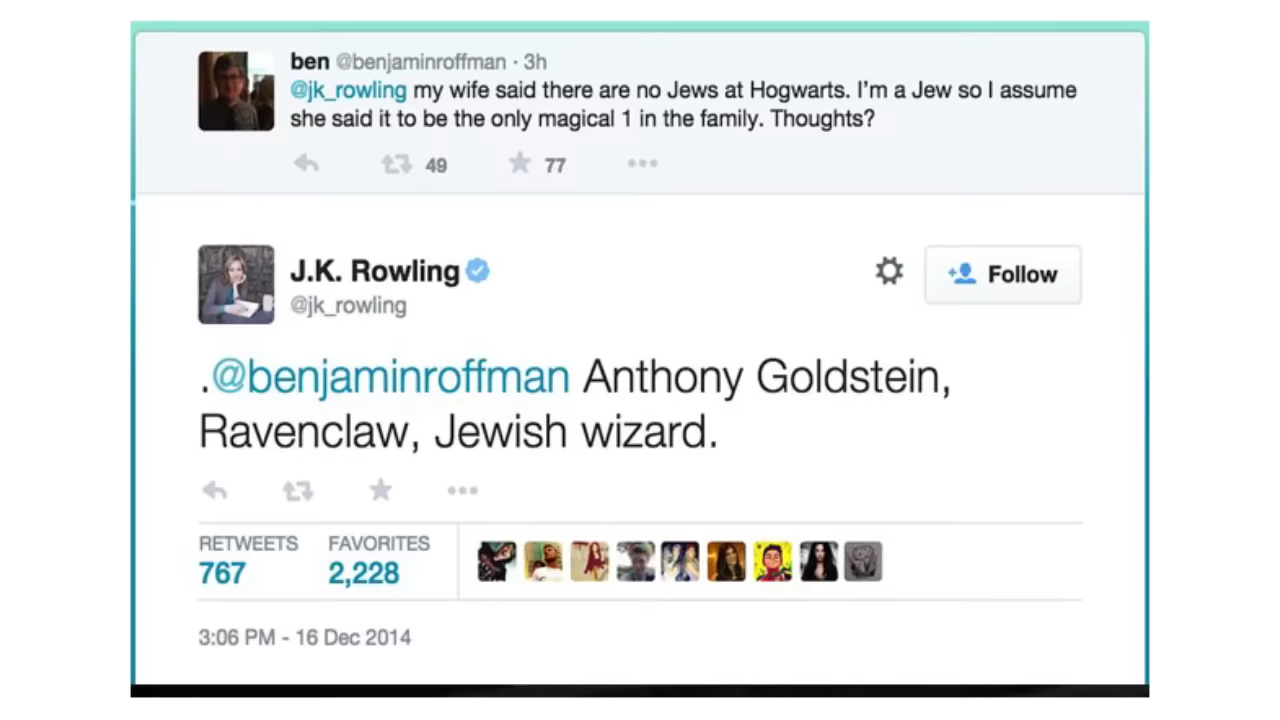 ben @benjaminroffman · 3h
@jk_rowling my wife said there are no Jews at Hogwarts. I'm a Jew so I assume
she said it to be the only magical 1 in the family. Thoughts?
49 77
J.K. Rowling
@jk_rowling
Follow
.@benjaminroffman Anthony Goldstein,
Ravenclaw, Jewish wizard.
RETWEETS FAVORITES
767 2,228
3:06 PM - 16 Dec 2014